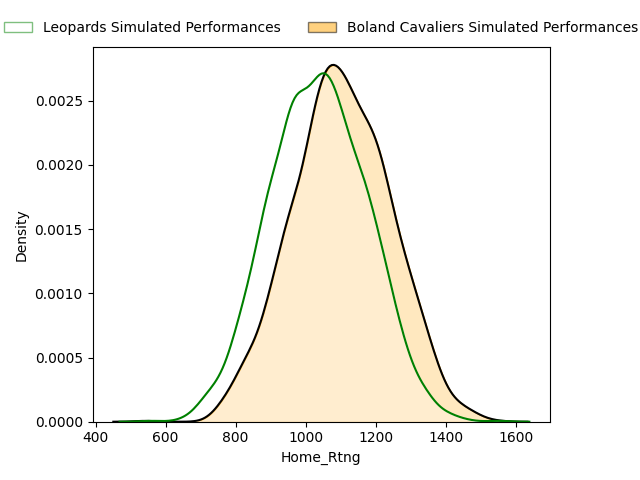 Leopards Simulated Performances
Boland Cavaliers Simulated Performances
0.0025
0.0020
0.0015
0.0010
0.0005
0.0000
Density
400 600 800 1000 1200 1400 1600
Home_Rtng